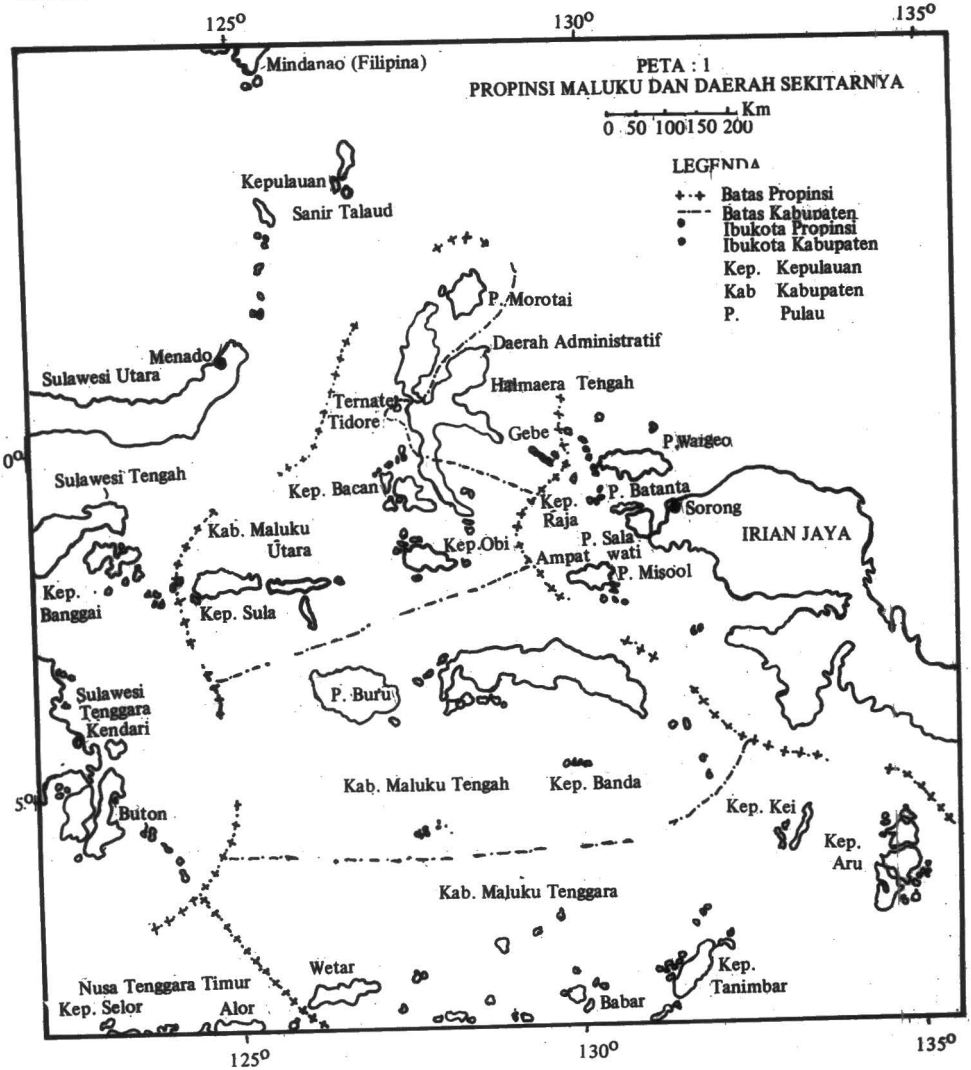 125°
130°
135°
Mindanao (Filipina)
PETA : 1
PROPINSI MALUKU DAN DAERAH SEKITARNYA
Km
0 50 100 150 200
LEGENDA
Batas Propinsi
Batas Kabupaten
Ibukota Propinsi
Ibukota Kabupaten
Kep. Kepulauan
Kab Kabupaten
P. Pulau
Kepulauan
Sanir Talaud
P. Morotai
Menado
Sulawesi Utara
Daerah Administratif
Halmaera Tengah
Ternate
Tidore
Gebe
P.Waigeo
0°
Sulawesi Tengah
Kep. Bacan
Kep.
Raja
Ampat
P. Batanta
Sorong
Kab. Maluku
Utara
Kep.Obi
P. Sala
wati
IRIAN JAYA
P. Misool
Kep.
Banggai
Kep. Sula
P. Buru
Sulawesi
Tenggara
Kendari
Kab. Maluku Tengah
Kep. Banda
5°
Buton
Kep. Kei
Kep.
Aru
Kab. Maluku Tenggara
Nusa Tenggara Timur
Wetar
Kep.
Tanimbar
Kep. Selor
Alor
Babar
125°
130°
135°